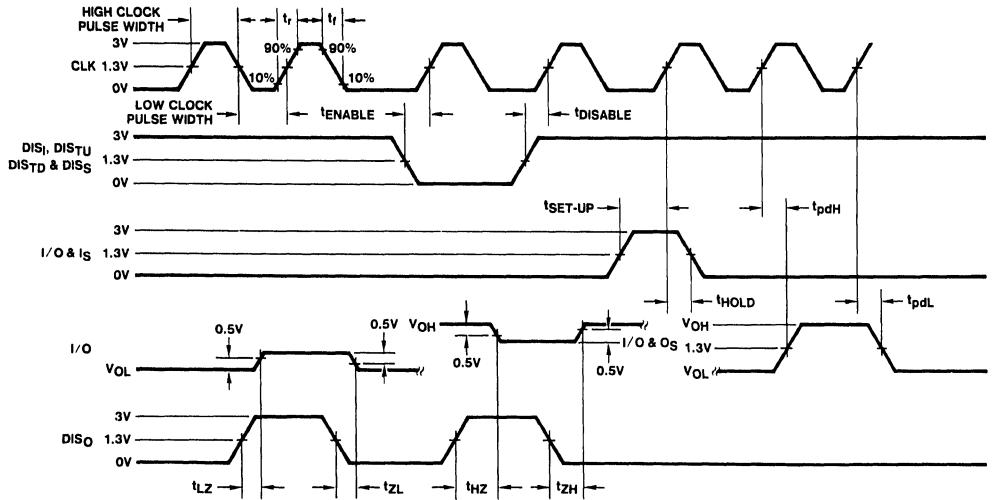 HIGH CLOCK
PULSE WIDTH
tr
tf
3V
90%
90%
CLK 1.3V
10%
10%
0V
LOW CLOCK
PULSE WIDTH
tENABLE
tDISABLE
3V
DISI, DISTU
DISTD & DISS
1.3V
0V
tSET-UP
tpdH
3V
I/O & IS
1.3V
0V
tHOLD
tpdL
0.5V
0.5V
VOH
I/O & OS
VOH
I/O
0.5V
0.5V
1.3V
VOL
VOL
3V
DISO
1.3V
0V
tLZ
tZL
tHZ
tZH